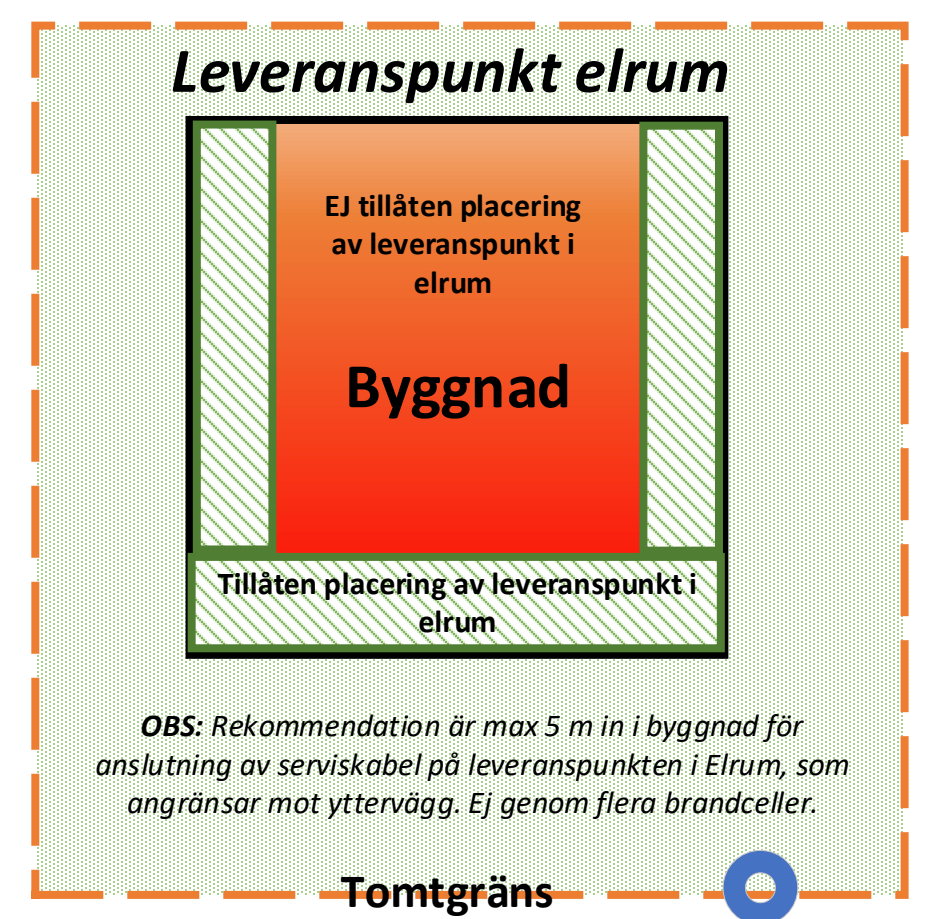 Leveranspunkt elrum
EJ tillåten placering
av leveranspunkt i
elrum
Byggnad
Tillåten placering av leveranspunkt i
elrum
OBS: Rekommendation är max 5 m in i byggnad för
anslutning av serviskabel på leveranspunkten i Elrum, som
angränsar mot yttervägg. Ej genom flera brandceller.
Tomtgräns